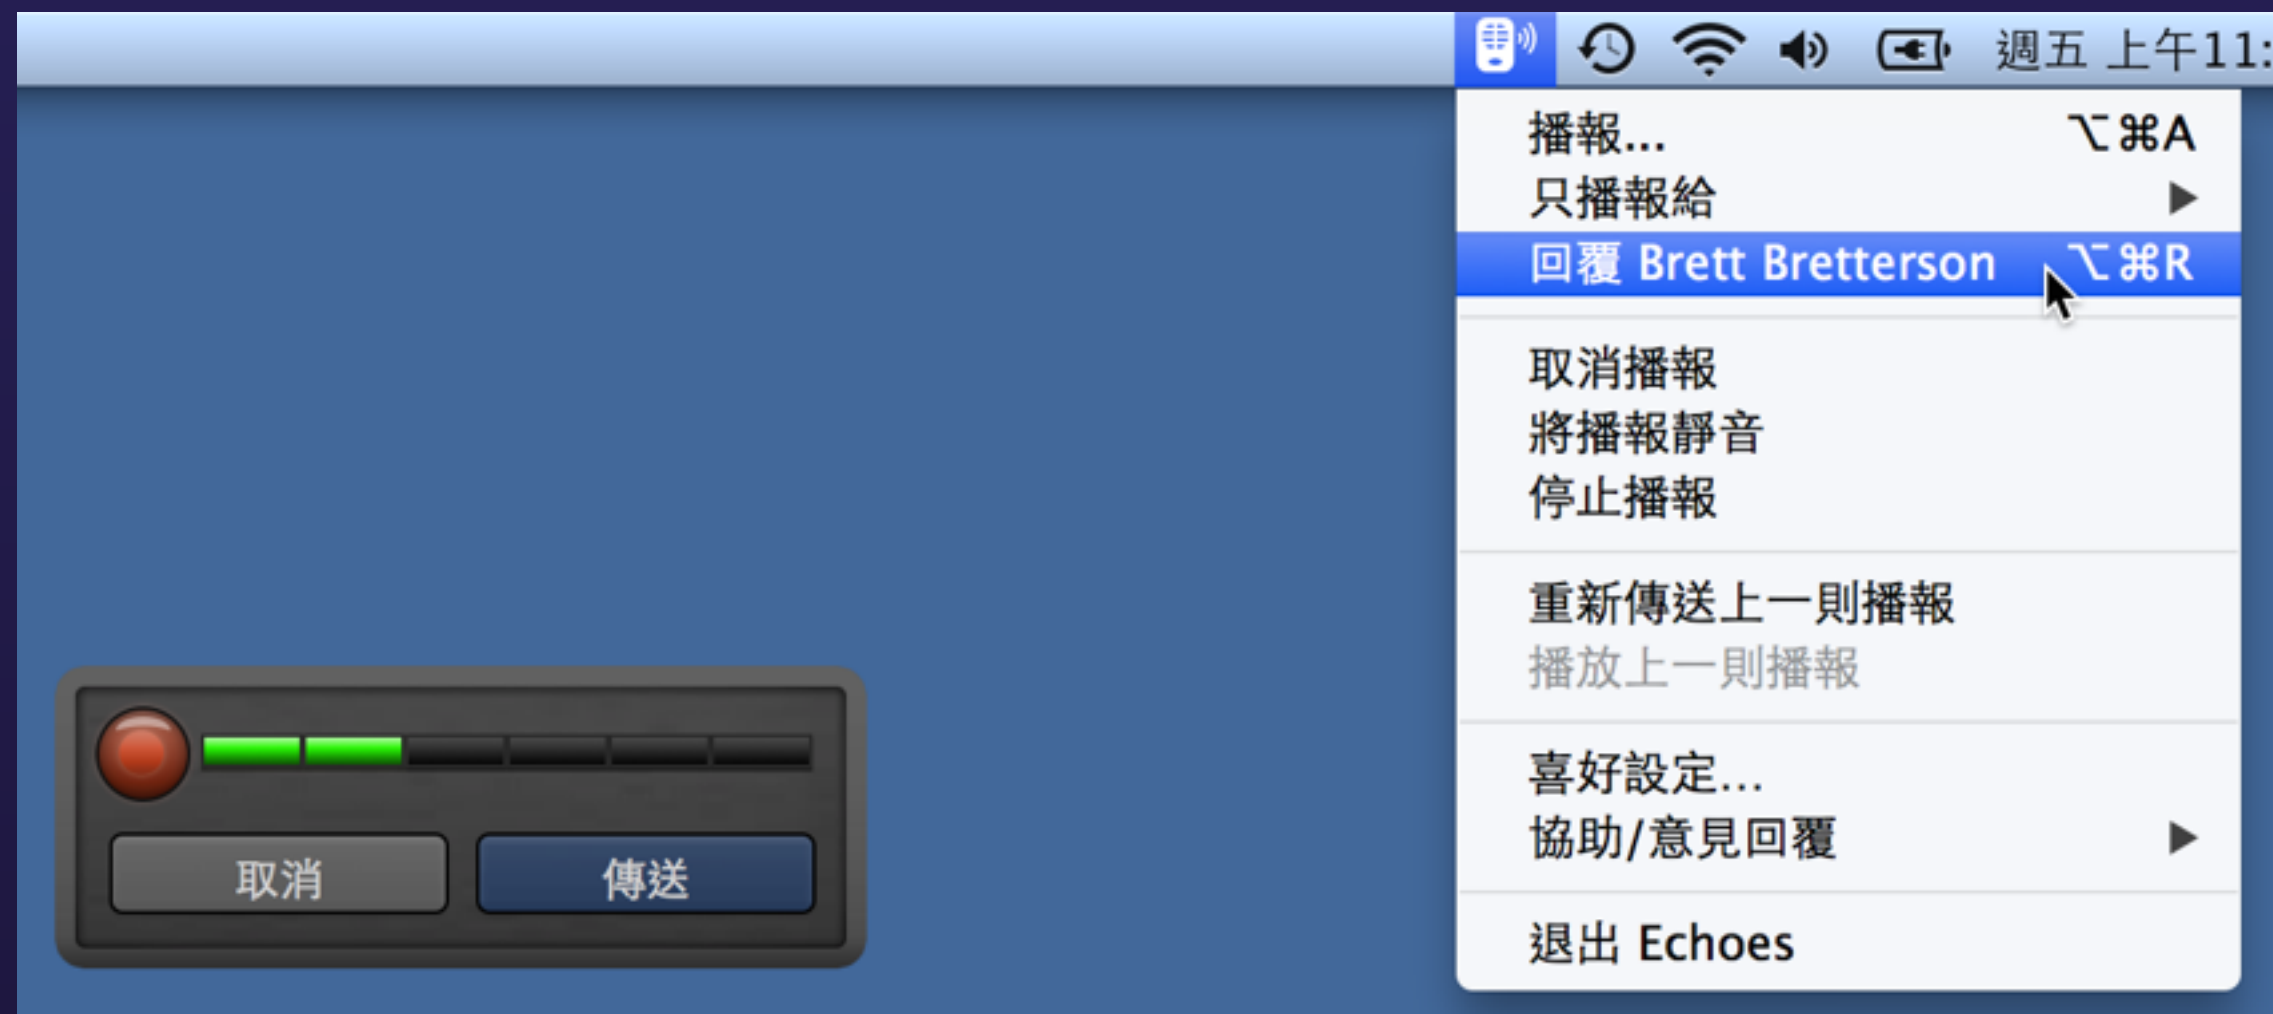 週五 上午11:
播報... ⌥⌘A
只播報給 ▶
回覆 Brett Bretterson ⌥⌘R
取消播報
將播報靜音
停止播報
重新傳送上一則播報
播放上一則播報
喜好設定...
協助/意見回覆 ▶
退出 Echoes
取消 傳送